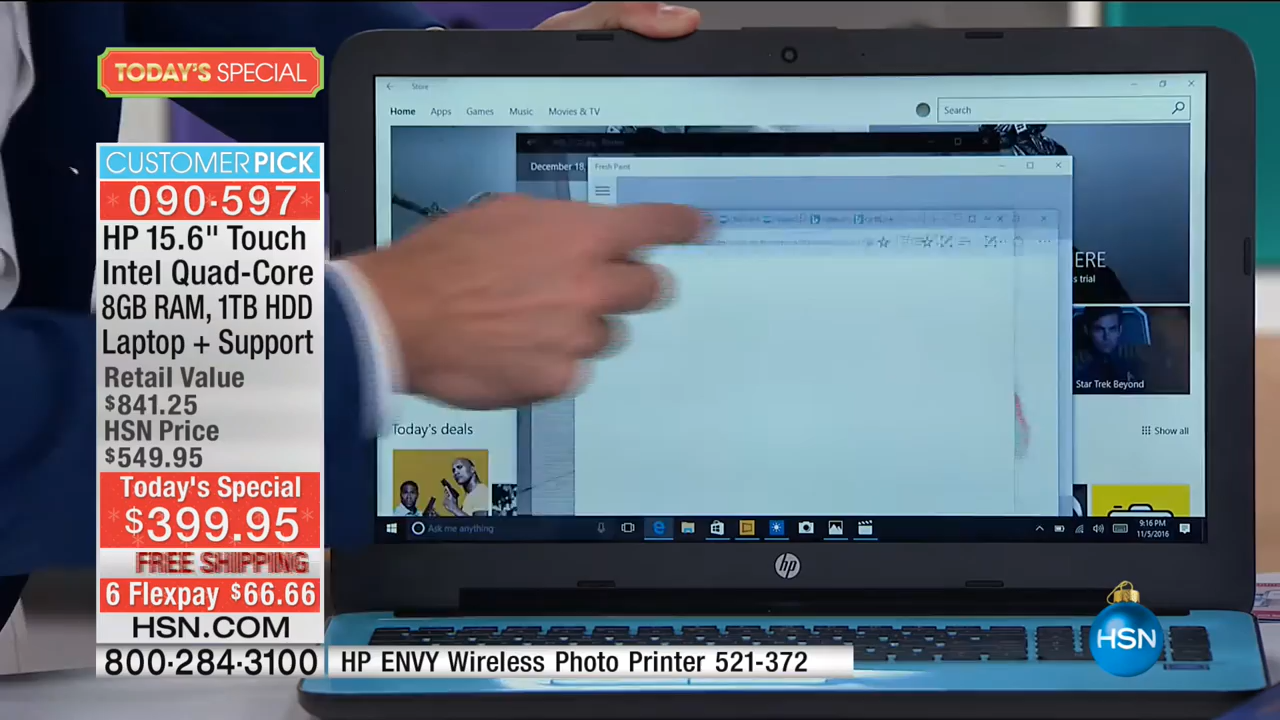 TODAY'S SPECIAL
CUSTOMER PICK
090-597
HP 15.6" Touch
Intel Quad-Core
8GB RAM, 1TB HDD
Laptop + Support
Retail Value
$841.25
HSN Price
$549.95
Today's Special
$399.95
FREE SHIPPING
6 Flexpay $66.66
HSN.COM
800-284-3100
HP ENVY Wireless Photo Printer 521-372
Store
Home Apps Games Music Movies & TV
Search
December 18,
Fresh Paint
ERE
s trial
Star Trek Beyond
Today's deals
Show all
Ask me anything
9:16 PM
11/5/2016
hp
HSN